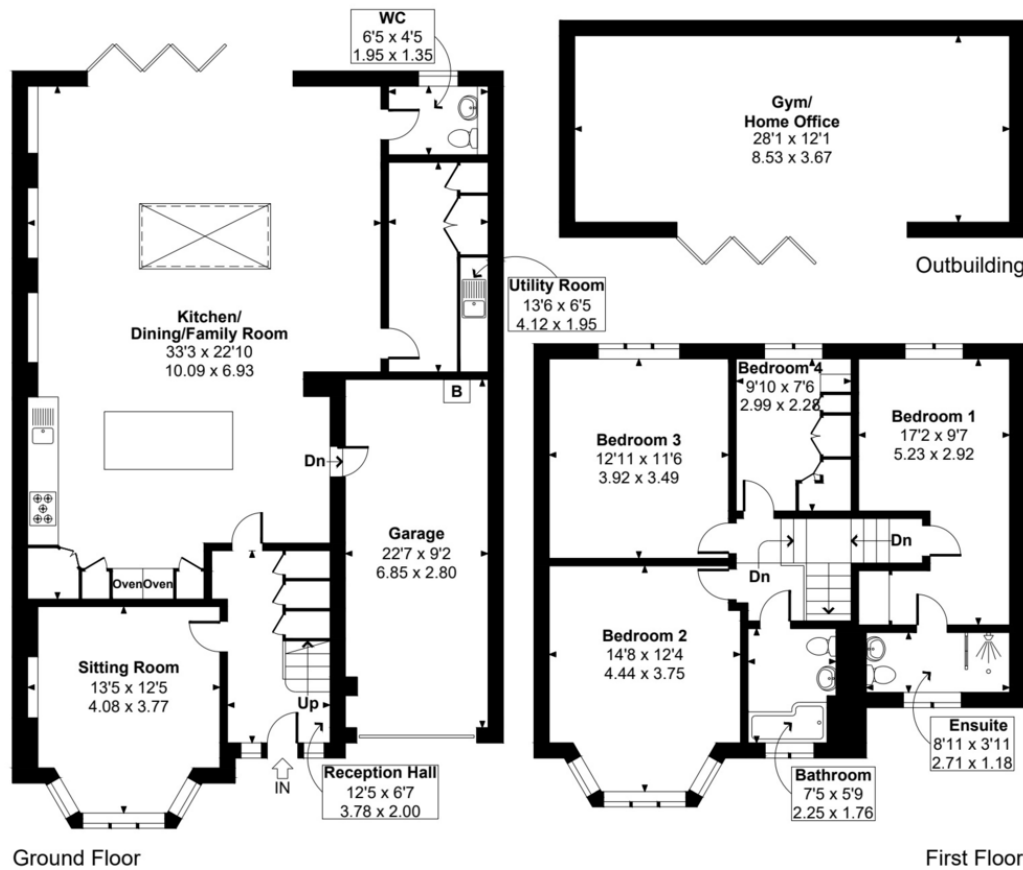 WC
6'5 x 4'5
1.95 x 1.35
Gym/
Home Office
28'1 x 12'1
8.53 x 3.67
Outbuilding
Utility Room
13'6 x 6'5
4.12 x 1.95
Kitchen/
Dining/Family Room
33'3 x 22'10
10.09 x 6.93
B
Dn
Garage
22'7 x 9'2
6.85 x 2.80
Oven
Oven
Sitting Room
13'5 x 12'5
4.08 x 3.77
Up
IN
Reception Hall
12'5 x 6'7
3.78 x 2.00
Ground Floor
Bedroom 4
9'10 x 7'6
2.99 x 2.28
Bedroom 1
17'2 x 9'7
5.23 x 2.92
Bedroom 3
12'11 x 11'6
3.92 x 3.49
Dn
Dn
Bedroom 2
14'8 x 12'4
4.44 x 3.75
Ensuite
8'11 x 3'11
2.71 x 1.18
Bathroom
7'5 x 5'9
2.25 x 1.76
First Floor